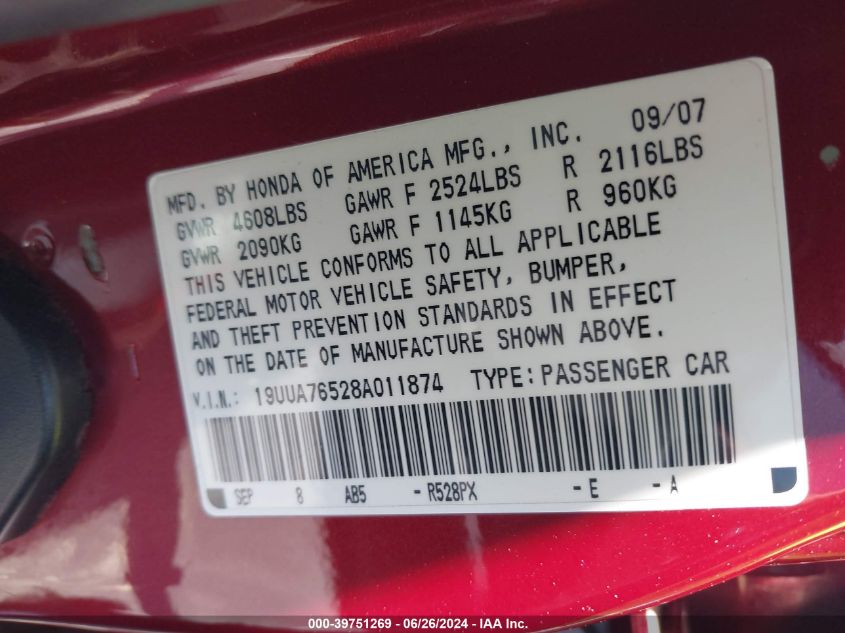 MFD. BY HONDA OF AMERICA MFG., INC. 09/07
GVWR 4608LBS GAWR F 2524LBS R 2116LBS
GVWR 2090KG GAWR F 1145KG R 960KG
THIS VEHICLE CONFORMS TO ALL APPLICABLE
FEDERAL MOTOR VEHICLE SAFETY, BUMPER,
AND THEFT PREVENTION STANDARDS IN EFFECT
ON THE DATE OF MANUFACTURE SHOWN ABOVE.
V.I.N.: 19UUA76528A011874 TYPE:PASSENGER CAR
SEP 8 AB5 -R528PX -E -A
000-39751269 - 06/26/2024 - IAA Inc.